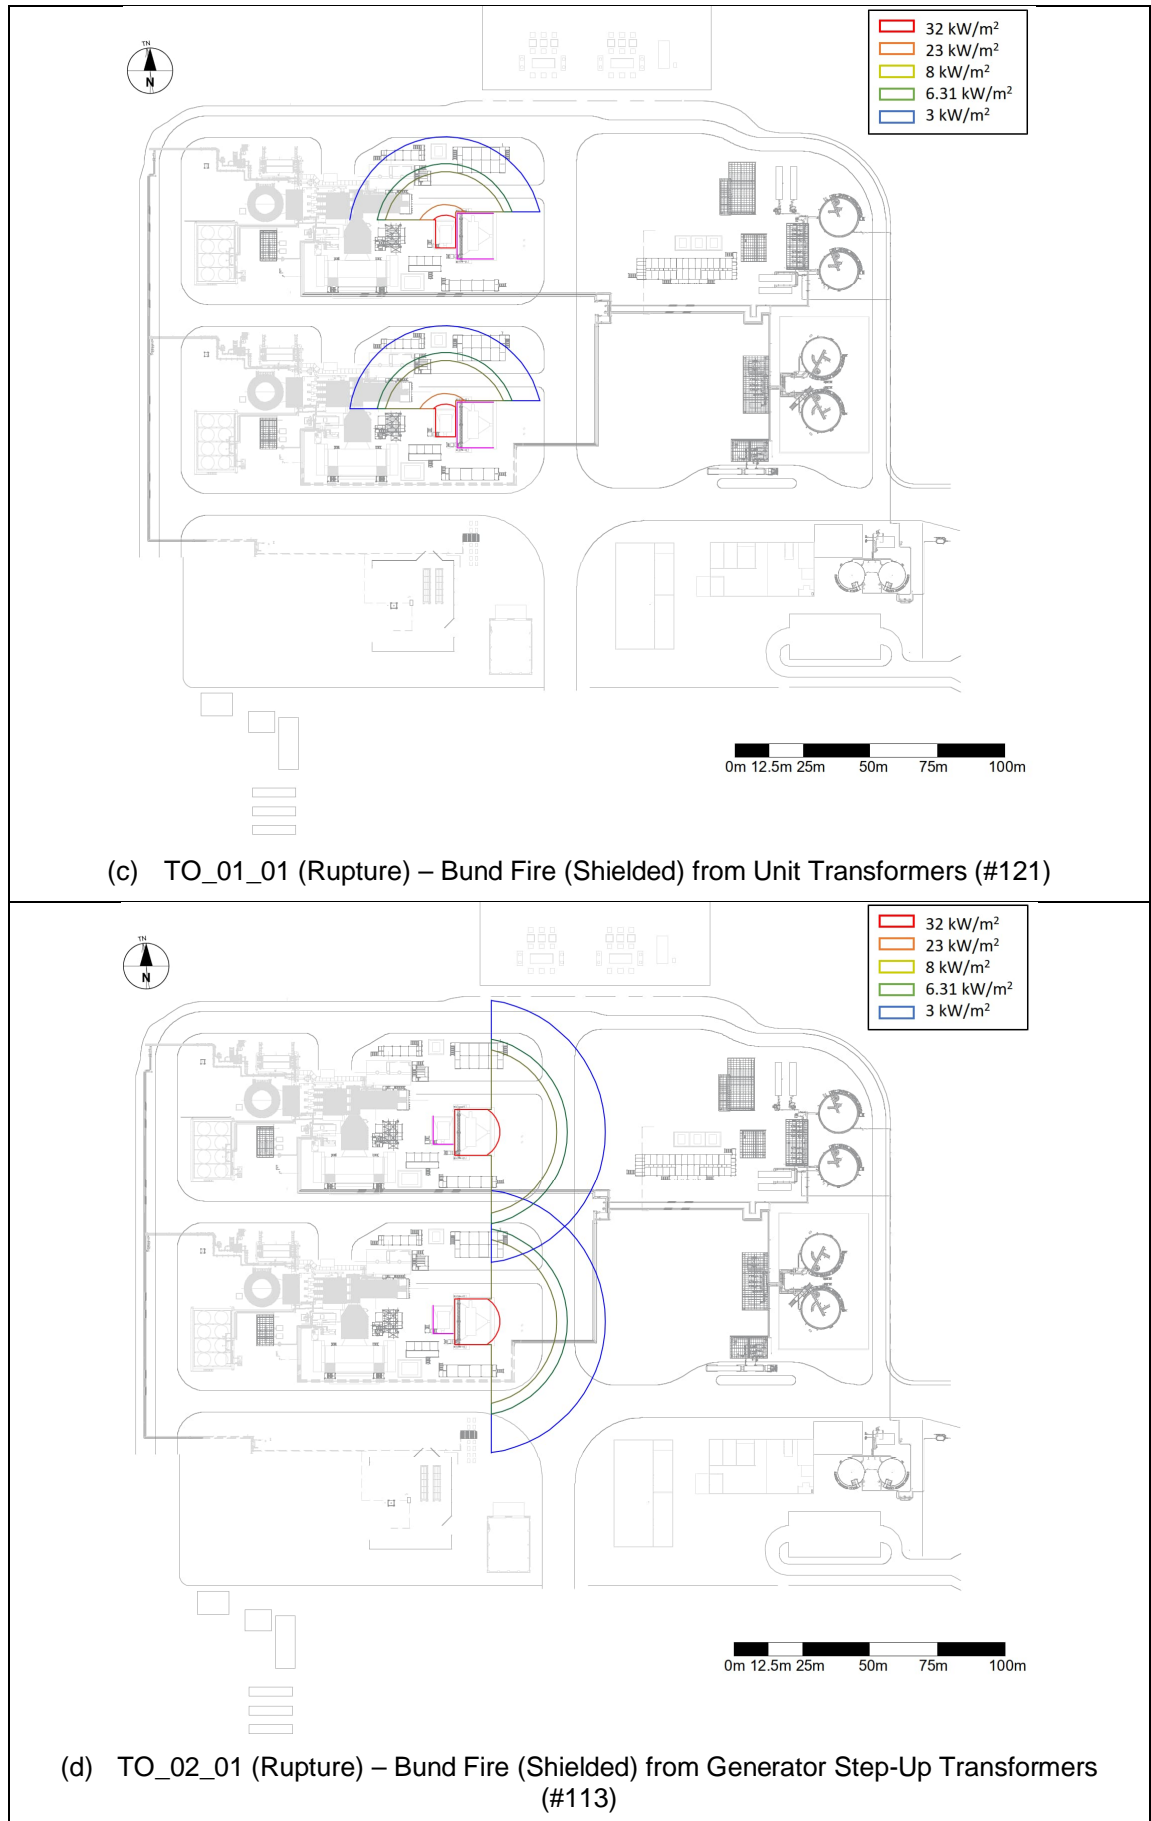 32 kW/m²
23 kW/m²
8 kW/m²
6.31 kW/m²
3 kW/m²
TN
N
0m 12.5m 25m 50m 75m 100m
(c) TO_01_01 (Rupture) – Bund Fire (Shielded) from Unit Transformers (#121)
32 kW/m²
23 kW/m²
8 kW/m²
6.31 kW/m²
3 kW/m²
TN
N
0m 12.5m 25m 50m 75m 100m
(d) TO_02_01 (Rupture) – Bund Fire (Shielded) from Generator Step-Up Transformers
(#113)